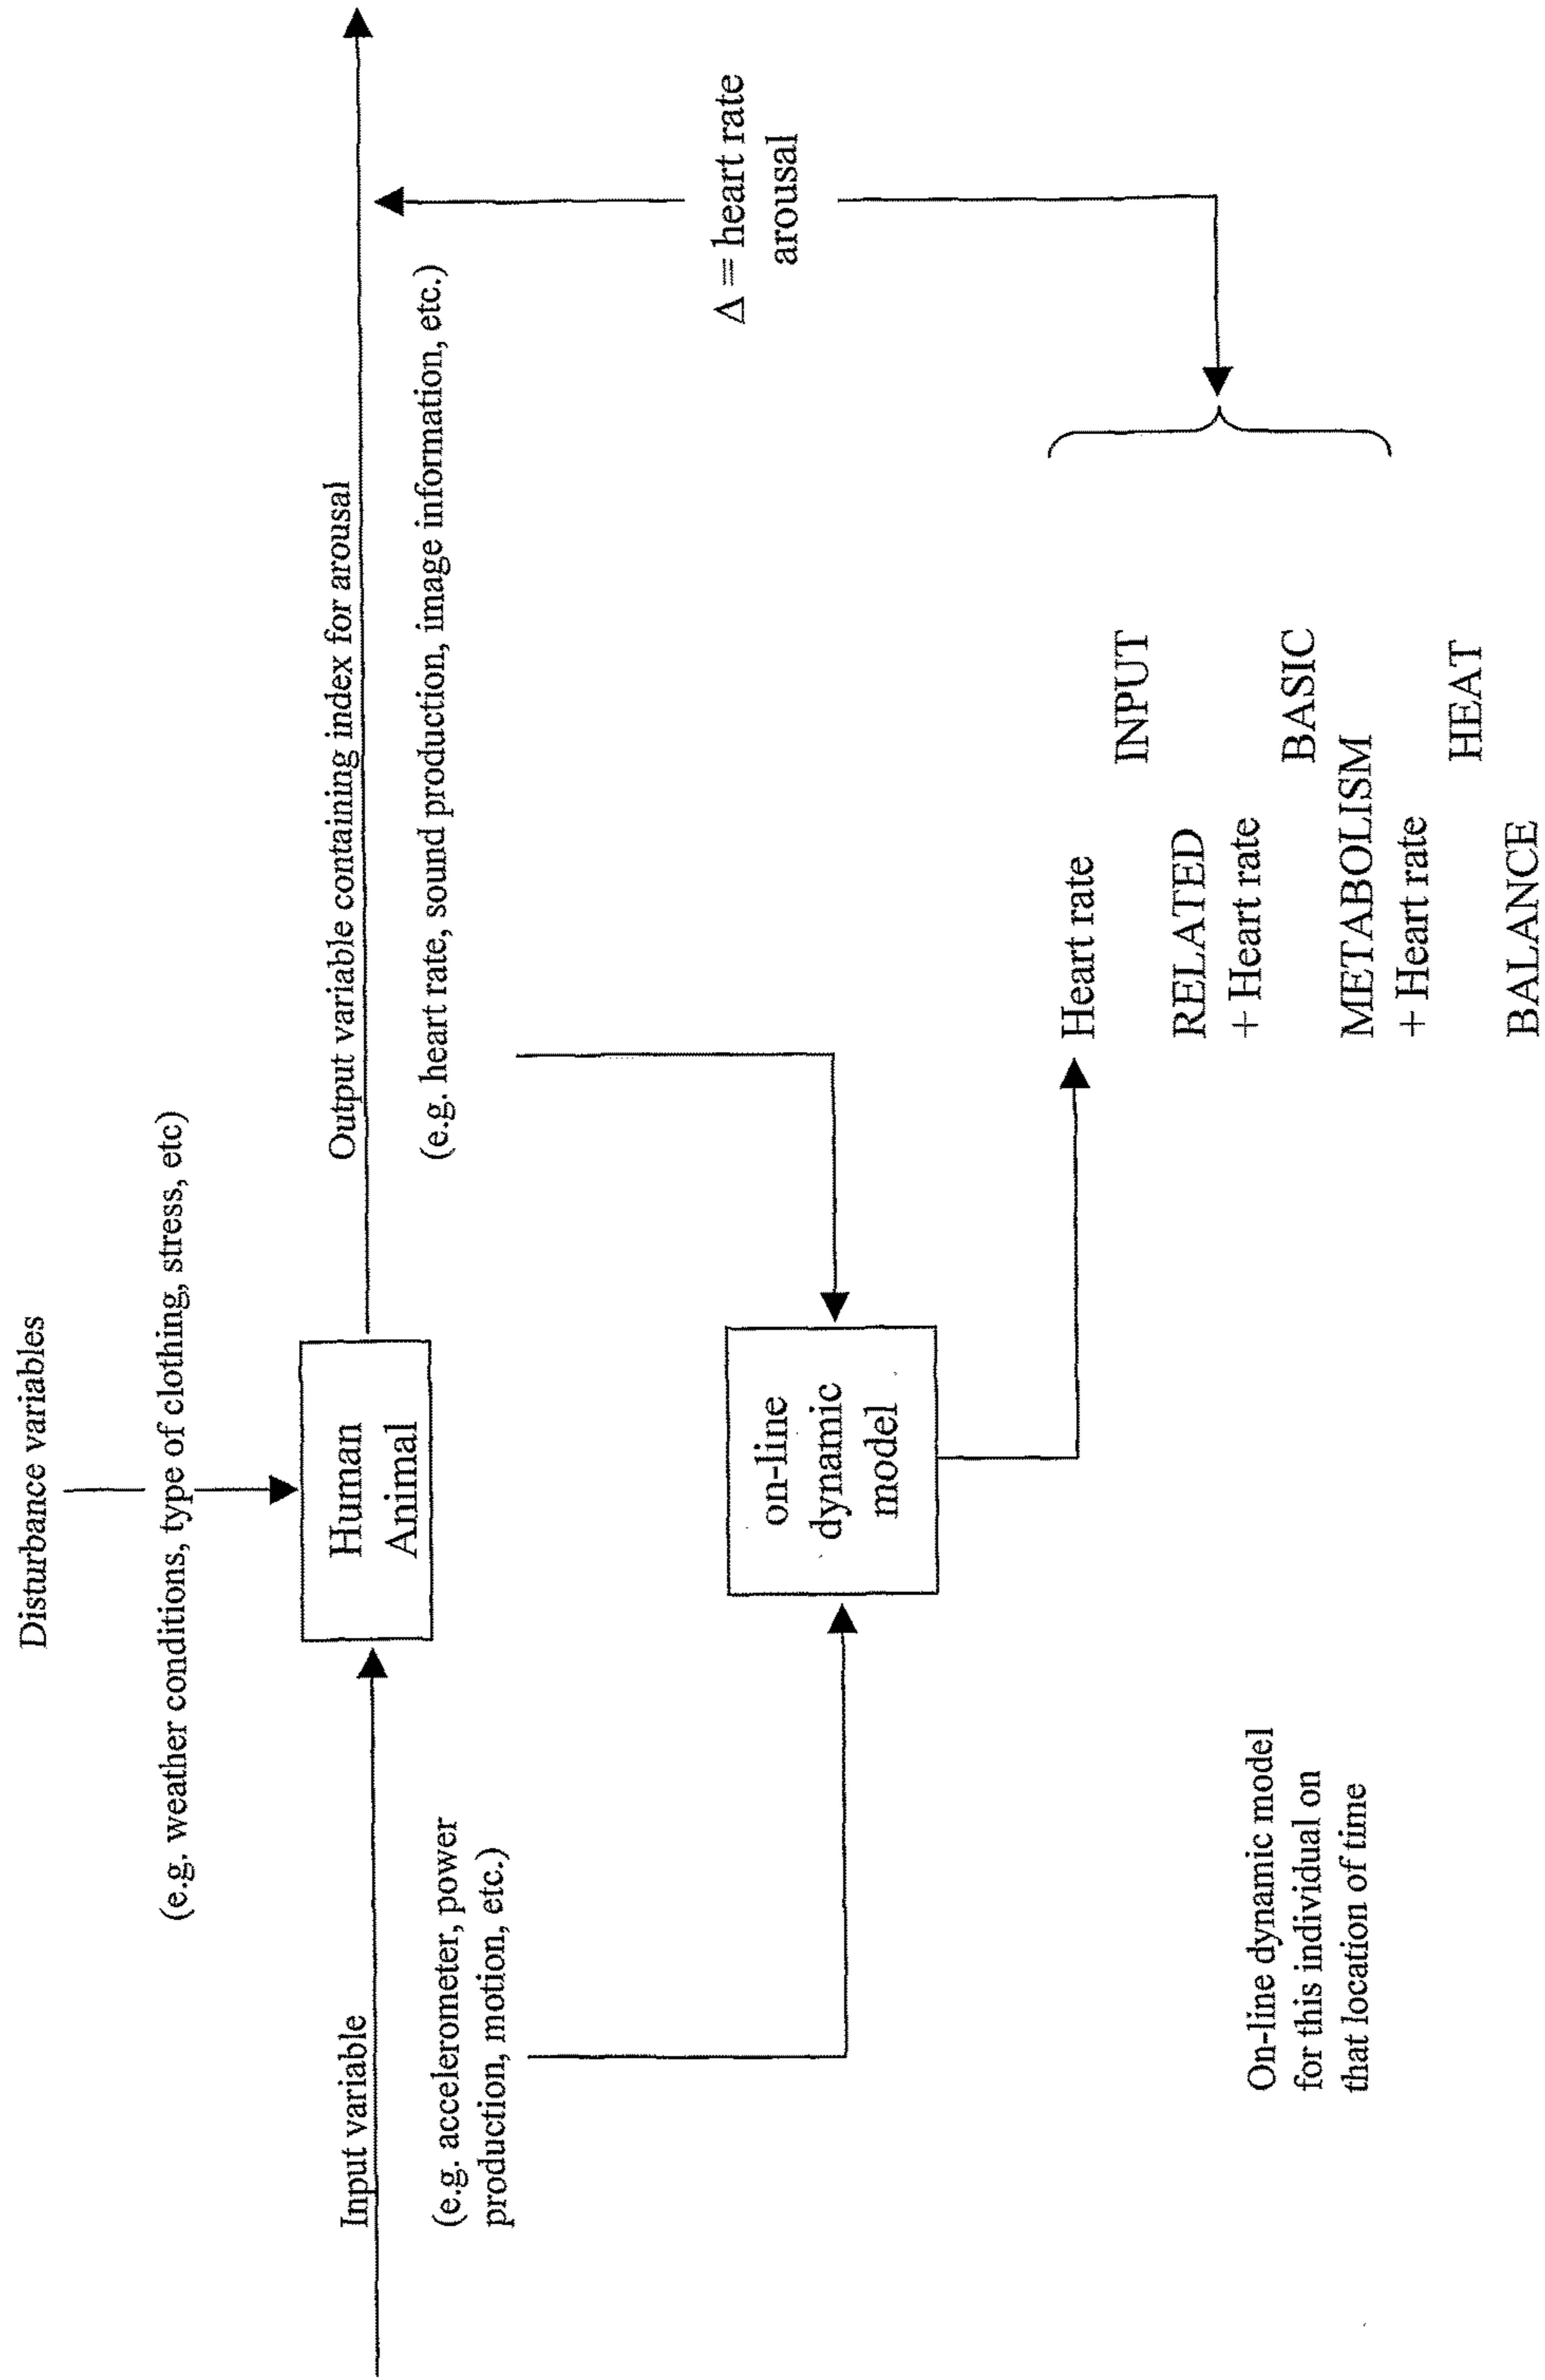 Disturbance variables
(e.g. weather conditions, type of clothing, stress, etc)
Input variable
Human
Animal
Output variable containing index for arousal
(e.g. accelerometer, power
production, motion, etc.)
(e.g. heart rate, sound production, image information, etc.)
on-line
dynamic
model
Δ = heart rate
arousal
Heart rate
INPUT
RELATED
+ Heart rate
BASIC
METABOLISM
+ Heart rate
HEAT
BALANCE
On-line dynamic model
for this individual on
that location of time